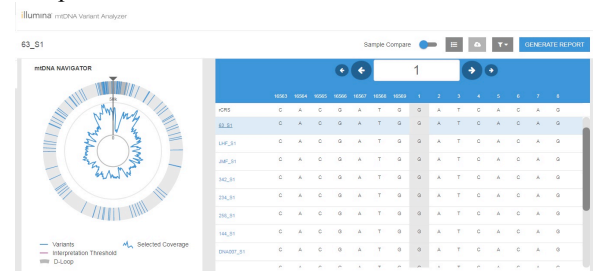 illumina® mtDNA Variant Analyzer
63_S1
Sample Compare
GENERATE REPORT
mtDNA NAVIGATOR
1
16563 16564 16565 16566 16567 16568 16569 1 2 3 4 5 6 7 8
rCRS C A C G A T G G A T C A C A G
63_S1 C A C G A T G G A T C A C A G
LHF_S1 C A C G A T G G A T C A C A G
JMF_S1 C A C G A T G G A T C A C A G
342_S1 C A C G A T G G A T C A C A G
234_S1 C A C G A T G G A T C A C A G
255_S1 C A C G A T G G A T C A C A G
144_S1 C A C G A T G G A T C A C A G
DNA007_S1 C A C G A T G G A T C A C A G
Variants
Selected Coverage
Interpretation Threshold
D-Loop